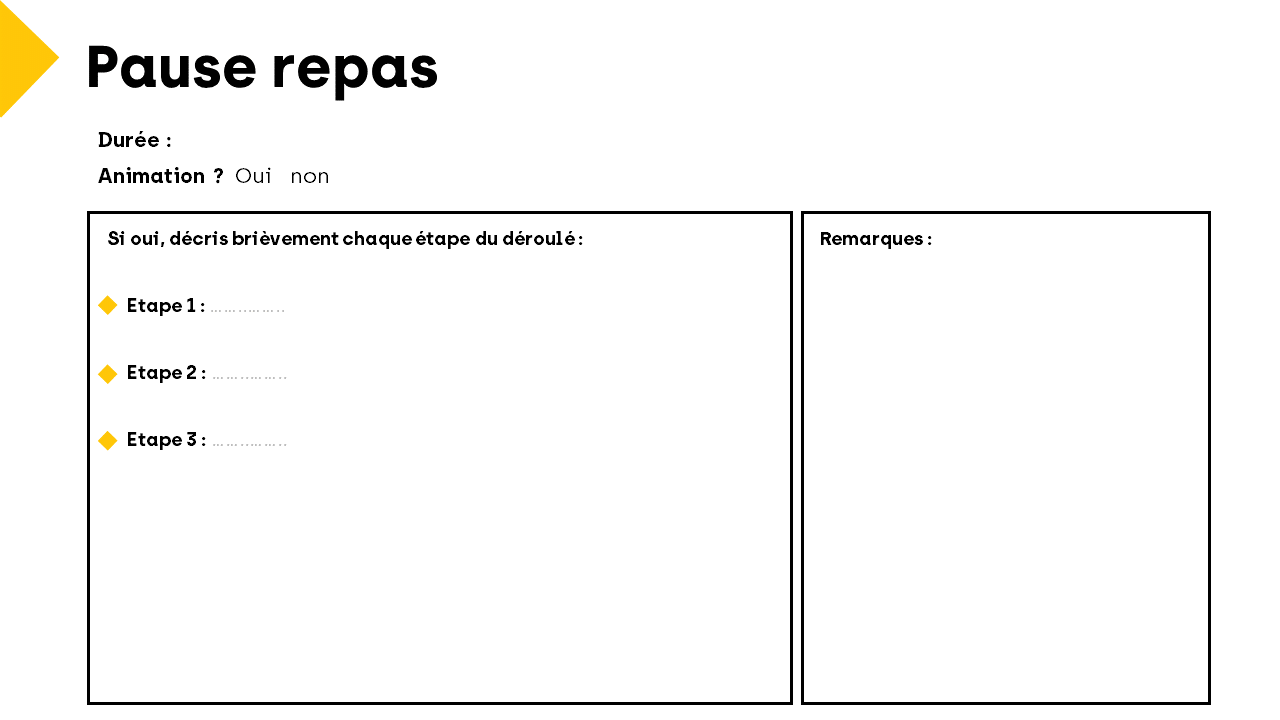 Pause repas
Durée :
Animation ? Oui non
Si oui, décris brièvement chaque étape du déroulé :
Etape 1 : ……..……..
Etape 2 : ……..……..
Etape 3 : ……..……..
Remarques :